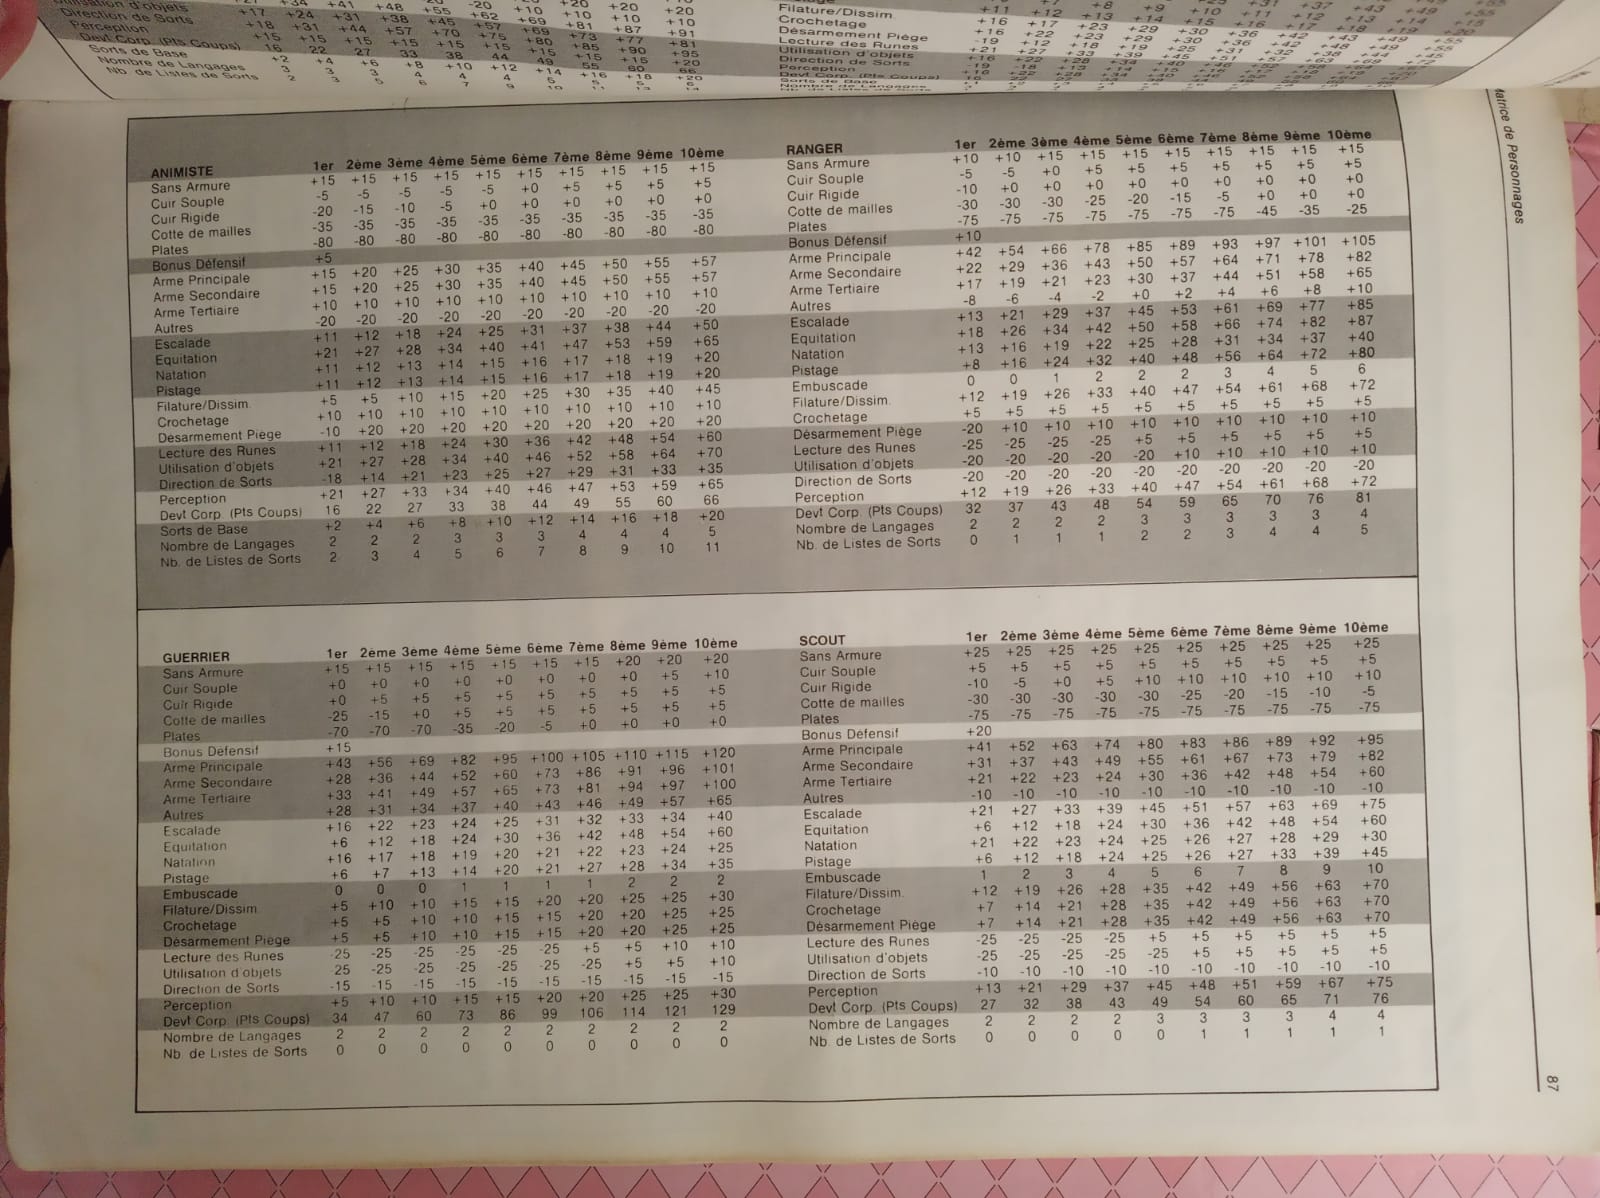 Filature/Dissim.
Crochetage
Désarmement Piège
Lecture des Runes
Utilisation d'objets
Direction de Sorts
Perception
Devt Corp. (Pts Coups)
Sorts de Base
Nombre de Langages
Nb. de Listes de Sorts
Matrice de Personnages
ANIMISTE 1er 2ème 3ème 4ème 5ème 6ème 7ème 8ème 9ème 10ème
Sans Armure +15 +15 +15 +15 +15 +15 +15 +15 +15 +15
Cuir Souple -5 -5 -5 -5 -5 +0 +5 +5 +5 +5
Cuir Rigide -20 -15 -10 -5 +0 +0 +0 +0 +0 +0
Cotte de mailles -35 -35 -35 -35 -35 -35 -35 -35 -35 -35
Plates -80 -80 -80 -80 -80 -80 -80 -80 -80 -80
Bonus Défensif +5
Arme Principale +15 +20 +25 +30 +35 +40 +45 +50 +55 +57
Arme Secondaire +15 +20 +25 +30 +35 +40 +45 +50 +55 +57
Arme Tertiaire +10 +10 +10 +10 +10 +10 +10 +10 +10 +10
Autres -20 -20 -20 -20 -20 -20 -20 -20 -20 -20
Escalade +11 +12 +18 +24 +25 +31 +37 +38 +44 +50
Equitation +21 +27 +28 +34 +40 +41 +47 +53 +59 +65
Natation +11 +12 +13 +14 +15 +16 +17 +18 +19 +20
Pistage +11 +12 +13 +14 +15 +16 +17 +18 +19 +20
Filature/Dissim. +5 +5 +10 +15 +20 +25 +30 +35 +40 +45
Crochetage +10 +10 +10 +10 +10 +10 +10 +10 +10 +10
Désarmement Piège -10 +20 +20 +20 +20 +20 +20 +20 +20 +20
Lecture des Runes +11 +12 +18 +24 +30 +36 +42 +48 +54 +60
Utilisation d'objets +21 +27 +28 +34 +40 +46 +52 +58 +64 +70
Direction de Sorts -18 +14 +21 +23 +25 +27 +29 +31 +33 +35
Perception +21 +27 +33 +34 +40 +46 +47 +53 +59 +65
Devt Corp (Pts Coups) 16 22 27 33 38 44 49 55 60 66
Sorts de Base +2 +4 +6 +8 +10 +12 +14 +16 +18 +20
Nombre de Langages 2 2 2 3 3 3 4 4 4 5
Nb. de Listes de Sorts 2 3 4 5 6 7 8 9 10 11
RANGER 1er 2ème 3ème 4ème 5ème 6ème 7ème 8ème 9ème 10ème
Sans Armure +10 +10 +15 +15 +15 +15 +15 +15 +15 +15
Cuir Souple -5 -5 +0 +5 +5 +5 +5 +5 +5 +5
Cuir Rigide -10 +0 +0 +0 +0 +0 +0 +0 +0 +0
Cotte de mailles -30 -30 -30 -25 -20 -15 -5 +0 +0 +0
Plates -75 -75 -75 -75 -75 -75 -75 -45 -35 -25
Bonus Défensif +10
Arme Principale +42 +54 +66 +78 +85 +89 +93 +97 +101 +105
Arme Secondaire +22 +29 +36 +43 +50 +57 +64 +71 +78 +82
Arme Tertiaire +17 +19 +21 +23 +30 +37 +44 +51 +58 +65
Autres -8 -6 -4 -2 +0 +2 +4 +6 +8 +10
Escalade +13 +21 +29 +37 +45 +53 +61 +69 +77 +85
Equitation +18 +26 +34 +42 +50 +58 +66 +74 +82 +87
Natation +13 +16 +19 +22 +25 +28 +31 +34 +37 +40
Pistage +8 +16 +24 +32 +40 +48 +56 +64 +72 +80
Embuscade 0 0 1 2 2 2 3 4 5 6
Filature/Dissim. +12 +19 +26 +33 +40 +47 +54 +61 +68 +72
Crochetage +5 +5 +5 +5 +5 +5 +5 +5 +5 +5
Désarmement Piège -20 +10 +10 +10 +10 +10 +10 +10 +10 +10
Lecture des Runes -25 -25 -25 -25 +5 +5 +5 +5 +5 +5
Utilisation d'objets -20 -20 -20 -20 -20 +10 +10 +10 +10 +10
Direction de Sorts -20 -20 -20 -20 -20 -20 -20 -20 -20 -20
Perception +12 +19 +26 +33 +40 +47 +54 +61 +68 +72
Devt Corp. (Pts Coups) 32 37 43 48 54 59 65 70 76 81
Nombre de Langages 2 2 2 2 3 3 3 3 3 4
Nb. de Listes de Sorts 0 1 1 1 2 2 3 4 4 5
GUERRIER 1er 2ème 3ème 4ème 5ème 6ème 7ème 8ème 9ème 10ème
Sans Armure +15 +15 +15 +15 +15 +15 +15 +20 +20 +20
Cuir Souple +0 +0 +0 +0 +0 +0 +0 +0 +5 +10
Cuir Rigide +0 +5 +5 +5 +5 +5 +5 +5 +5 +5
Cotte de mailles -25 -15 +0 +5 +5 +5 +5 +5 +5 +5
Plates -70 -70 -70 -35 -20 -5 +0 +0 +0 +0
Bonus Défensif +15
Arme Principale +43 +56 +69 +82 +95 +100 +105 +110 +115 +120
Arme Secondaire +28 +36 +44 +52 +60 +73 +86 +91 +96 +101
Arme Tertiaire +33 +41 +49 +57 +65 +73 +81 +94 +97 +100
Autres +28 +31 +34 +37 +40 +43 +46 +49 +57 +65
Escalade +16 +22 +23 +24 +25 +31 +32 +33 +34 +40
Equitation +6 +12 +18 +24 +30 +36 +42 +48 +54 +60
Natation +16 +17 +18 +19 +20 +21 +22 +23 +24 +25
Pistage +6 +7 +13 +14 +20 +21 +27 +28 +34 +35
Embuscade 0 0 0 1 1 1 1 2 2 2
Filature/Dissim. +5 +10 +10 +15 +15 +20 +20 +25 +25 +30
Crochetage +5 +5 +10 +10 +15 +15 +20 +20 +25 +25
Désarmement Piège +5 +5 +10 +10 +15 +15 +20 +20 +25 +25
Lecture des Runes -25 -25 -25 -25 -25 -25 +5 +5 +10 +10
Utilisation d'objets 25 -25 -25 -25 -25 -25 -25 +5 +5 +10
Direction de Sorts -15 -15 -15 -15 -15 -15 -15 -15 -15 -15
Perception +5 +10 +10 +15 +15 +20 +20 +25 +25 +30
Devt Corp. (Pts Coups) 34 47 60 73 86 99 106 114 121 129
Nombre de Langages 2 2 2 2 2 2 2 2 2 2
Nb. de Listes de Sorts 0 0 0 0 0 0 0 0 0 0
SCOUT 1er 2ème 3ème 4ème 5ème 6ème 7ème 8ème 9ème 10ème
Sans Armure +25 +25 +25 +25 +25 +25 +25 +25 +25 +25
Cuir Souple +5 +5 +5 +5 +5 +5 +5 +5 +5 +5
Cuir Rigide -10 -5 +0 +5 +10 +10 +10 +10 +10 +10
Cotte de mailles -30 -30 -30 -30 -30 -25 -20 -15 -10 -5
Plates -75 -75 -75 -75 -75 -75 -75 -75 -75 -75
Bonus Défensif +20
Arme Principale +41 +52 +63 +74 +80 +83 +86 +89 +92 +95
Arme Secondaire +31 +37 +43 +49 +55 +61 +67 +73 +79 +82
Arme Tertiaire +21 +22 +23 +24 +30 +36 +42 +48 +54 +60
Autres -10 -10 -10 -10 -10 -10 -10 -10 -10 -10
Escalade +21 +27 +33 +39 +45 +51 +57 +63 +69 +75
Equitation +6 +12 +18 +24 +30 +36 +42 +48 +54 +60
Natation +21 +22 +23 +24 +25 +26 +27 +28 +29 +30
Pistage +6 +12 +18 +24 +25 +26 +27 +33 +39 +45
Embuscade 1 2 3 4 5 6 7 8 9 10
Filature/Dissim. +12 +19 +26 +28 +35 +42 +49 +56 +63 +70
Crochetage +7 +14 +21 +28 +35 +42 +49 +56 +63 +70
Désarmement Piège +7 +14 +21 +28 +35 +42 +49 +56 +63 +70
Lecture des Runes -25 -25 -25 -25 +5 +5 +5 +5 +5 +5
Utilisation d'objets -25 -25 -25 -25 -25 +5 +5 +5 +5 +5
Direction de Sorts -10 -10 -10 -10 -10 -10 -10 -10 -10 -10
Perception +13 +21 +29 +37 +45 +48 +51 +59 +67 +75
Devt Corp. (Pts Coups) 27 32 38 43 49 54 60 65 71 76
Nombre de Langages 2 2 2 2 3 3 3 3 4 4
Nb. de Listes de Sorts 0 0 0 0 0 1 1 1 1 1
87